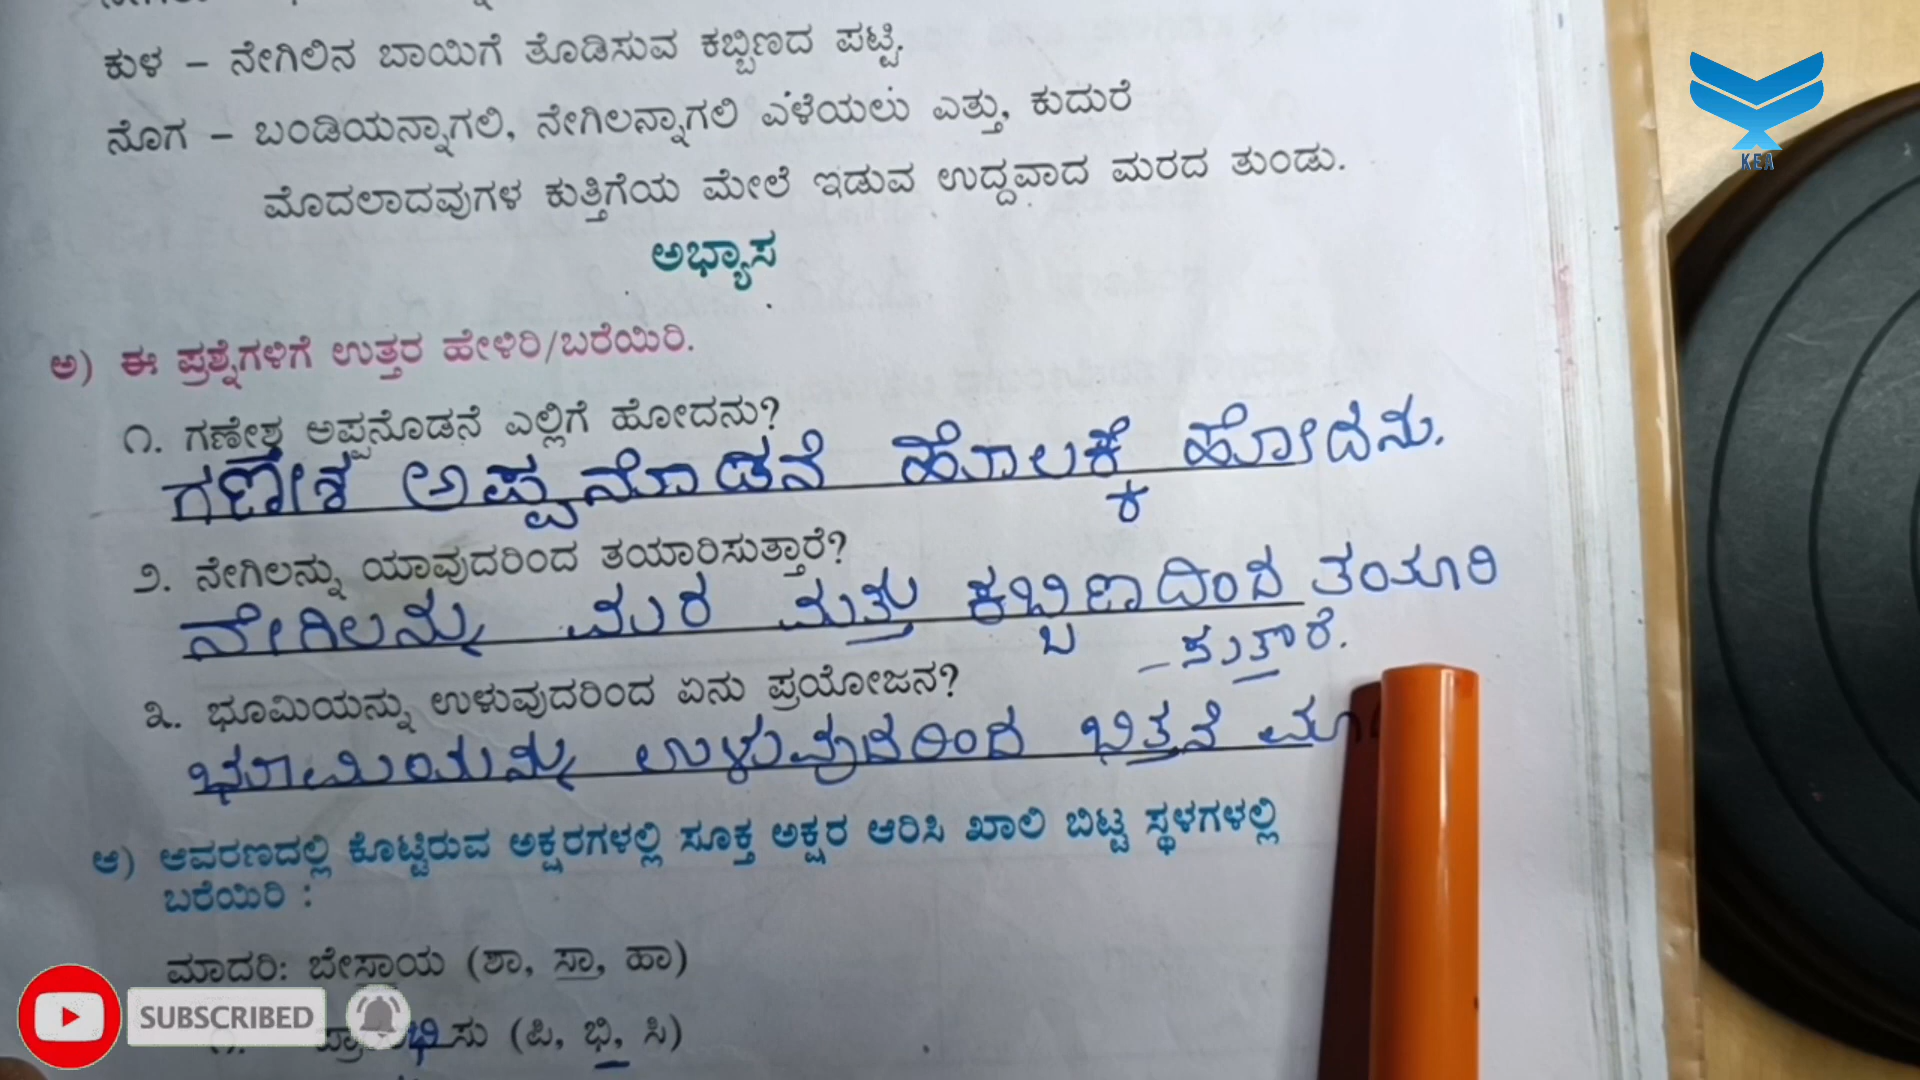 ಕುಳ – ನೇಗಿಲಿನ ಬಾಯಿಗೆ ತೊಡಿಸುವ ಕಬ್ಬಿಣದ ಪಟ್ಟಿ.
KEA
ನೊಗ – ಬಂಡಿಯನ್ನಾಗಲಿ, ನೇಗಿಲನ್ನಾಗಲಿ ಎಳೆಯಲು ಎತ್ತು, ಕುದುರೆ
ಮೊದಲಾದವುಗಳ ಕುತ್ತಿಗೆಯ ಮೇಲೆ ಇಡುವ ಉದ್ದವಾದ ಮರದ ತುಂಡು.
ಅಭ್ಯಾಸ
ಅ) ಈ ಪ್ರಶ್ನೆಗಳಿಗೆ ಉತ್ತರ ಹೇಳಿರಿ/ಬರೆಯಿರಿ.
೧. ಗಣೇಶ ಅಪ್ಪನೊಡನೆ ಎಲ್ಲಿಗೆ ಹೋದನು?
ಗಣೇಶ ಅಪ್ಪನೊಡನೆ ಹೊಲಕ್ಕೆ ಹೋದನು.
೨. ನೇಗಿಲನ್ನು ಯಾವುದರಿಂದ ತಯಾರಿಸುತ್ತಾರೆ?
ನೇಗಿಲನ್ನು ಮರ ಮತ್ತು ಕಬ್ಬಿಣದಿಂದ ತಯಾರಿ
– ಸುತ್ತಾರೆ.
೩. ಭೂಮಿಯನ್ನು ಉಳುವುದರಿಂದ ಏನು ಪ್ರಯೋಜನ?
ಭೂಮಿಯನ್ನು ಉಳುವುದರಿಂದ ಭಿತ್ತನೆ
ಆ) ಆವರಣದಲ್ಲಿ ಕೊಟ್ಟಿರುವ ಅಕ್ಷರಗಳಲ್ಲಿ ಸೂಕ್ತ ಅಕ್ಷರ ಆರಿಸಿ ಖಾಲಿ ಬಿಟ್ಟ ಸ್ಥಳಗಳಲ್ಲಿ
ಬರೆಯಿರಿ :
ಮಾದರಿ: ಬೇಸಾಯ (ಶಾ, ಸಾ, ಹಾ)
SUBSCRIBED
ಭಿಸು (ಪಿ, ಭಿ, ಸಿ)